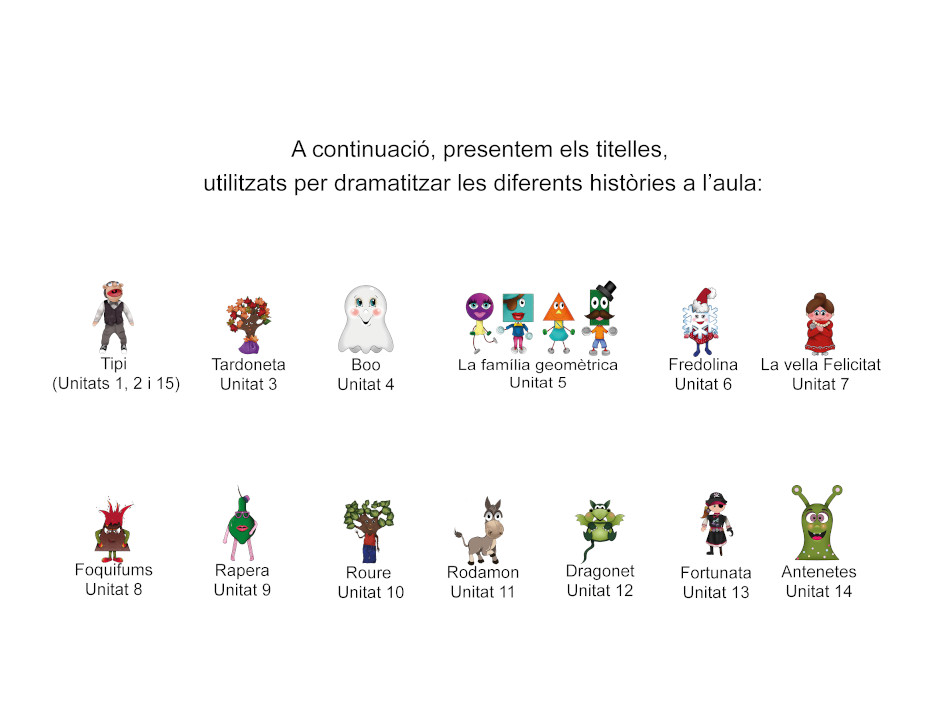 A continuació, presentem els titelles,
utilitzats per dramatitzar les diferents històries a l’aula:
Tipi
(Unitats 1, 2 i 15)
Tardoneta
Unitat 3
Boo
Unitat 4
La família geomètrica
Unitat 5
Fredolina
Unitat 6
La vella Felicitat
Unitat 7
Foquifums
Unitat 8
Rapera
Unitat 9
Roure
Unitat 10
Rodamon
Unitat 11
Dragonet
Unitat 12
Fortunata
Unitat 13
Antenetes
Unitat 14